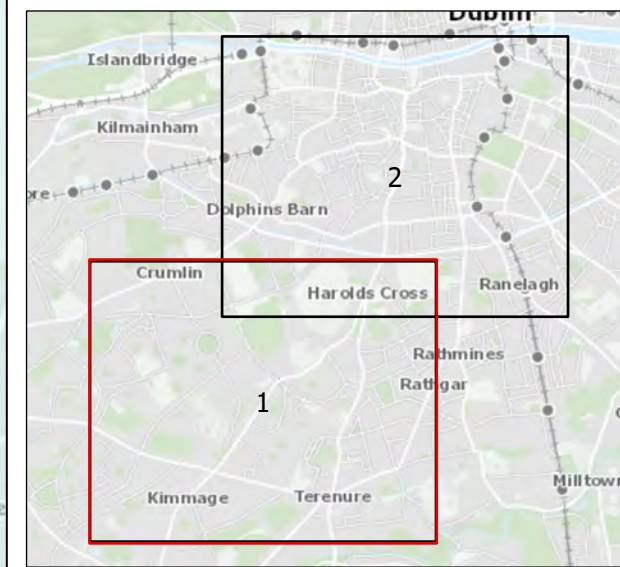 Dublin
Islandbridge
Kilmainham
2
Dolphins Barn
Crumlin
Ranelagh
Harolds Cross
Rathmines
Rathgar
1
Milltown
Kimmage
Terenure